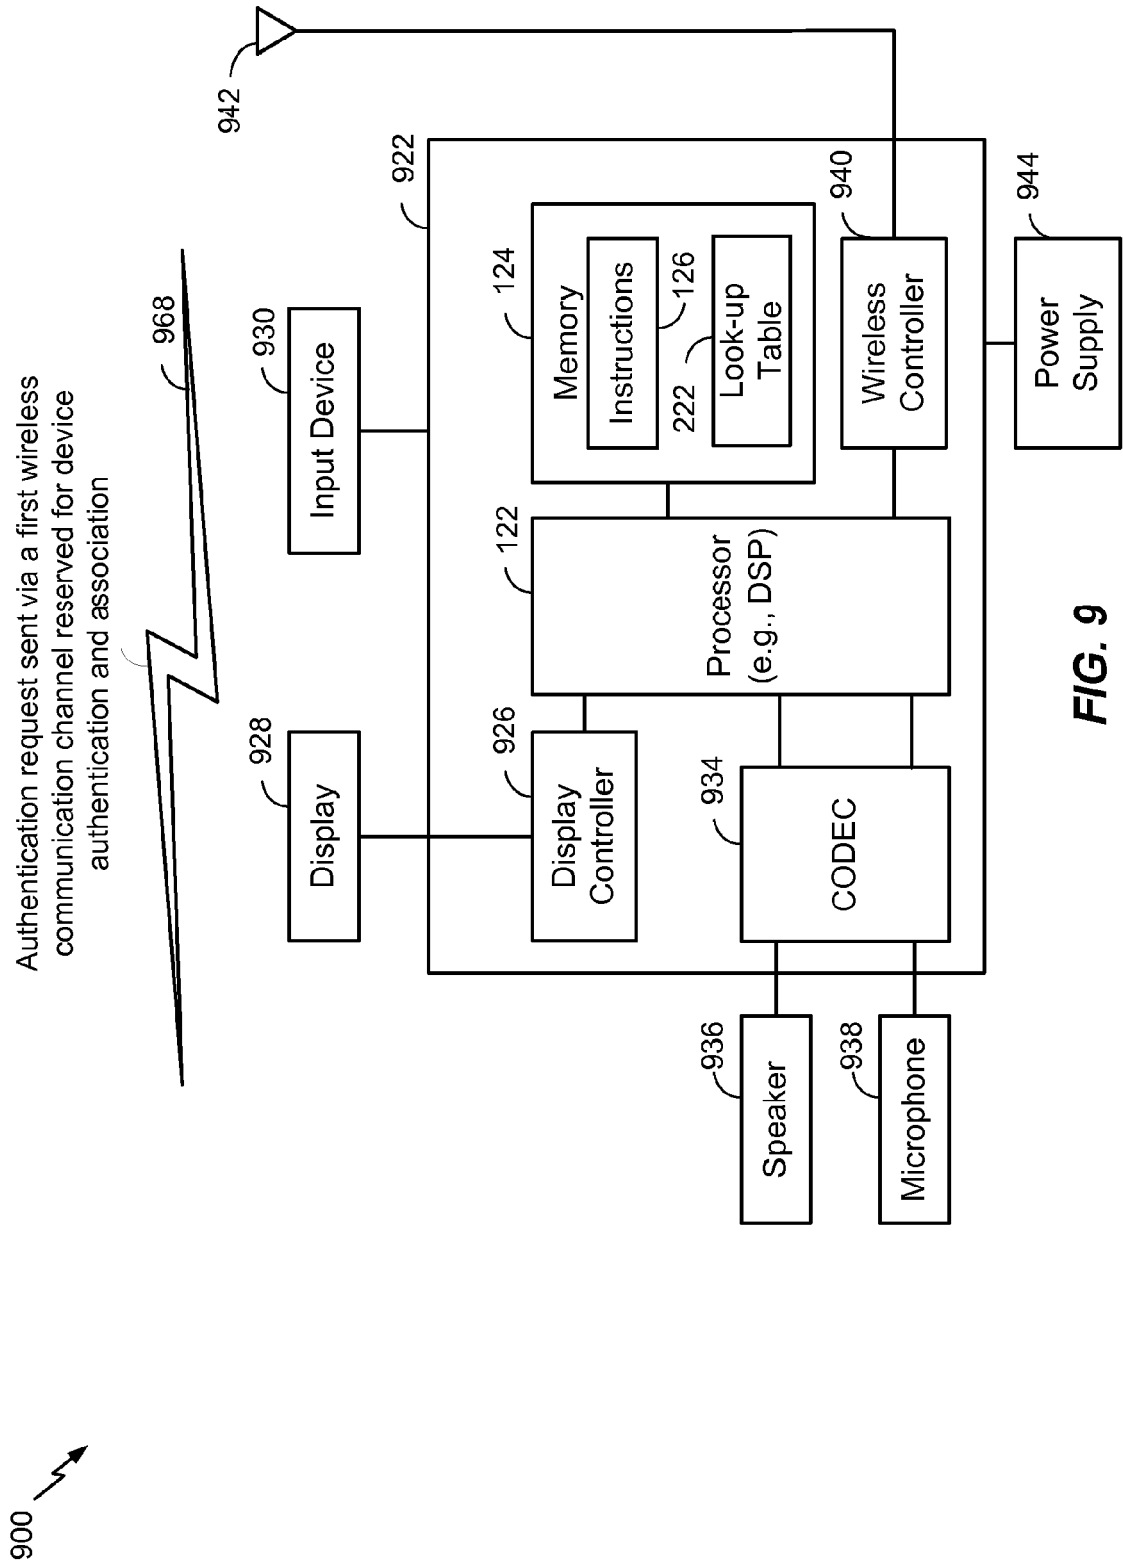 900
Authentication request sent via a first wireless
communication channel reserved for device
authentication and association
968
942
928
Display
930
Input Device
922
926
Display
Controller
122
Processor
(e.g., DSP)
124
Memory
Instructions
126
222
Look-up
Table
934
CODEC
940
Wireless
Controller
936
Speaker
938
Microphone
944
Power
Supply
FIG. 9